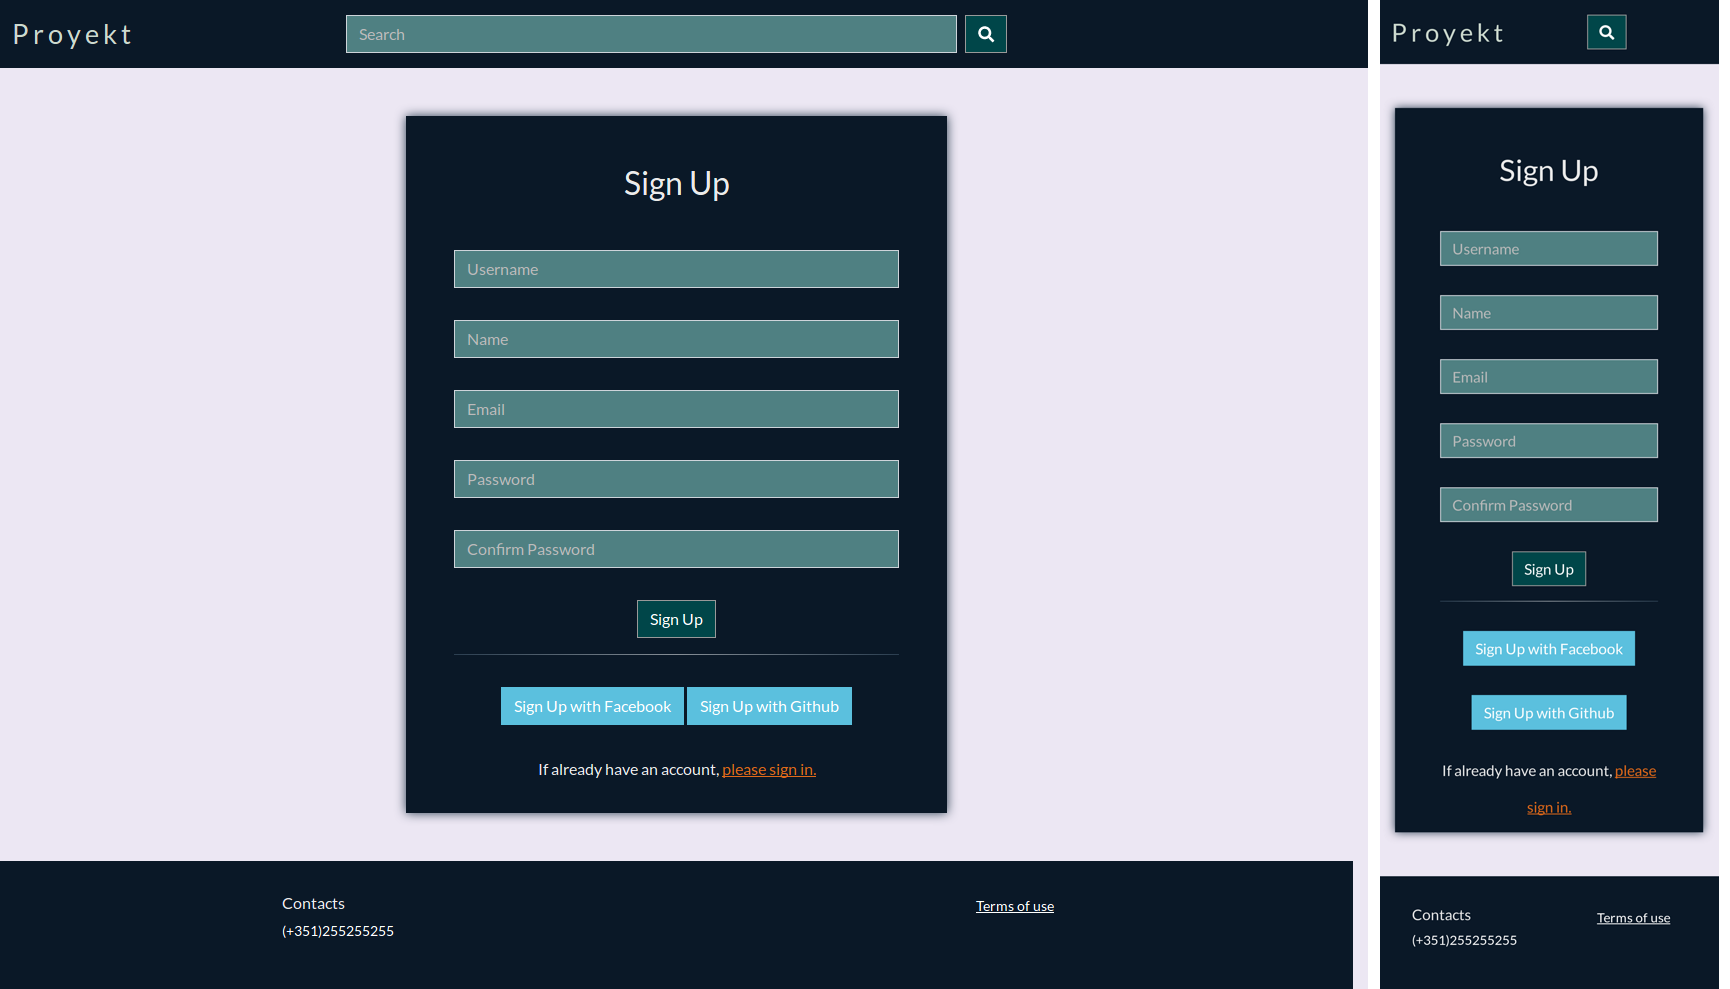 Proyekt
Search
Sign Up
Username
Name
Email
Password
Confirm Password
Sign Up
Sign Up with Facebook
Sign Up with Github
If already have an account, please sign in.
Contacts
(+351)255255255
Terms of use
Proyekt
Sign Up
Username
Name
Email
Password
Confirm Password
Sign Up
Sign Up with Facebook
Sign Up with Github
If already have an account, please
sign in.
Contacts
(+351)255255255
Terms of use